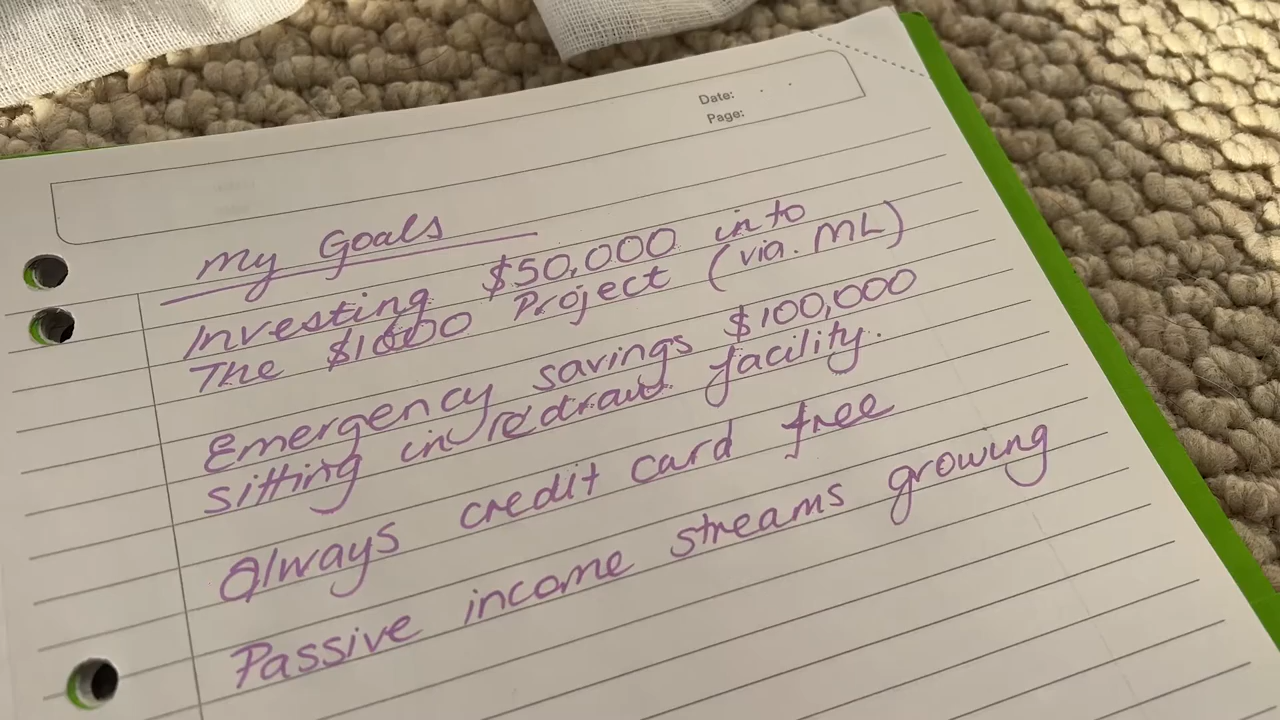 Date:
Page:
My Goals
Investing $50,000 into
The $1000 Project (via. ML)
Emergency savings $100,000
sitting in redraw facility.
Always credit card free
Passive income streams growing